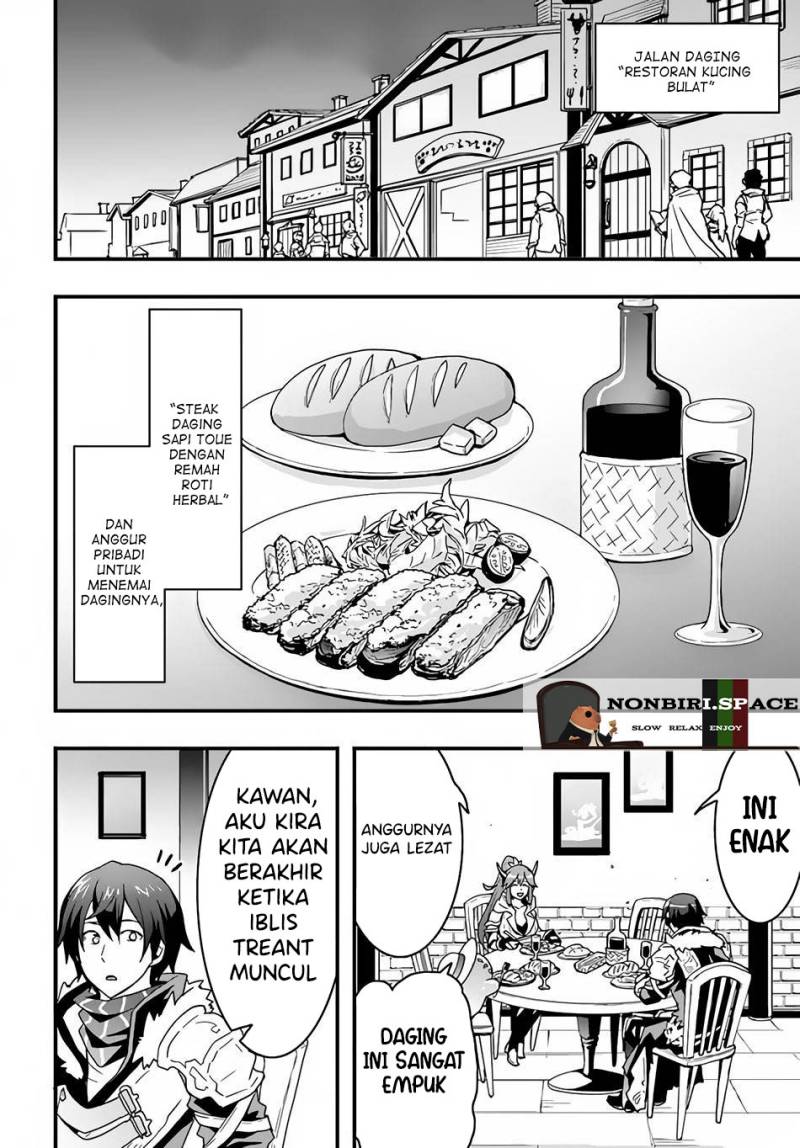 JALAN DAGING
"RESTORAN KUCING
BULAT"
"STEAK
DAGING
SAPI TOUE
DENGAN
REMAH
ROTI
HERBAL"
DAN
ANGGUR
PRIBADI
UNTUK
MENEMAI
DAGINGNYA,
NONBIRI.SPACE
SLOW RELAX ENJOY
INI
ENAK
ANGGURNYA
JUGA LEZAT
DAGING
INI SANGAT
EMPUK
KAWAN,
AKU KIRA
KITA AKAN
BERAKHIR
KETIKA
IBLIS
TREANT
MUNCUL